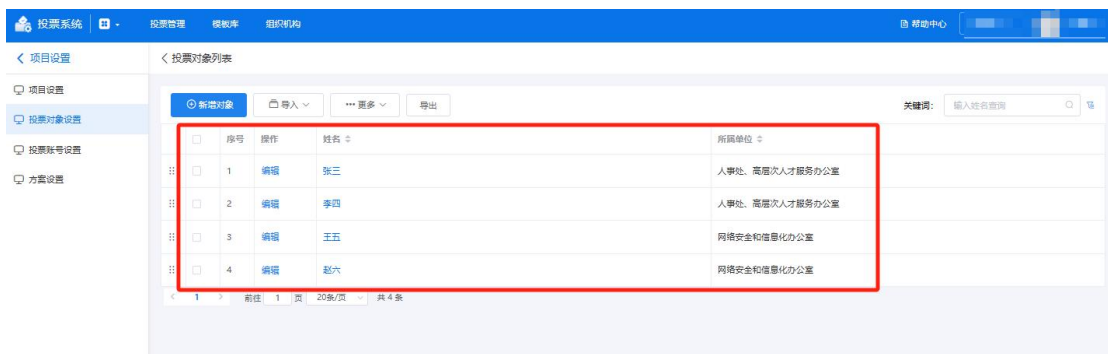 投票系统 投票管理 模板库 组织机构 帮助中心
项目设置 投票对象列表
项目设置
投票对象设置
投票账号设置
方案设置
新增对象 导入 更多 导出 关键词: 输入姓名查询
序号 操作 姓名 所属单位
1 编辑 张三 人事处、高层次人才服务办公室
2 编辑 李四 人事处、高层次人才服务办公室
3 编辑 王五 网络安全和信息化办公室
4 编辑 赵六 网络安全和信息化办公室
1 前往 1 页 20条/页 共 4 条